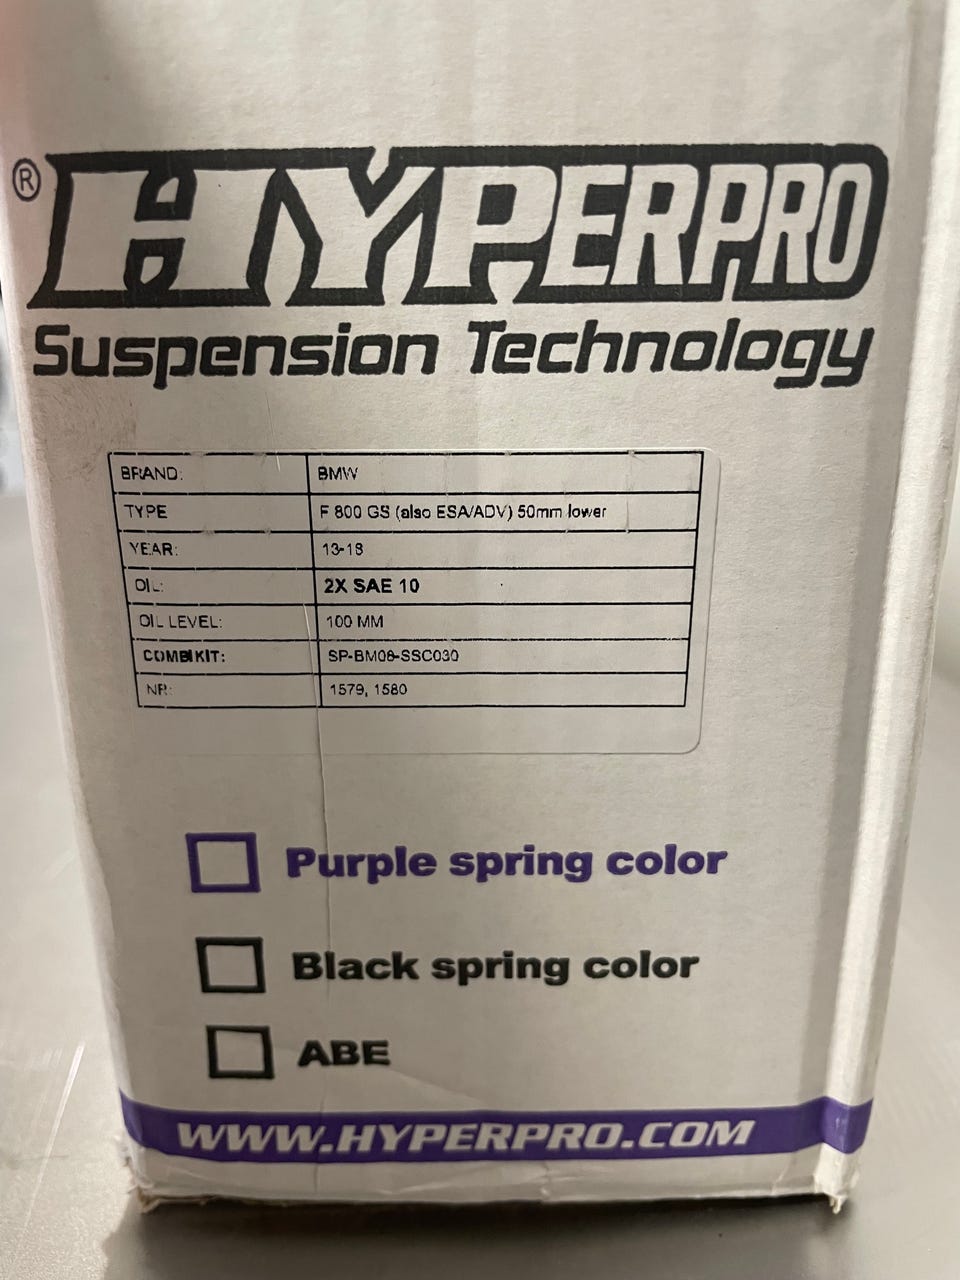 ®HYPERPRO
Suspension Technology
BRAND: BMW
TYPE F 800 GS (also ESA/ADV) 50mm lower
YEAR: 13-18
OIL: 2X SAE 10
OIL LEVEL: 100 MM
COMBIKIT: SP-BM08-SSC030
NR: 1579, 1580
Purple spring color
Black spring color
ABE
WWW.HYPERPRO.COM